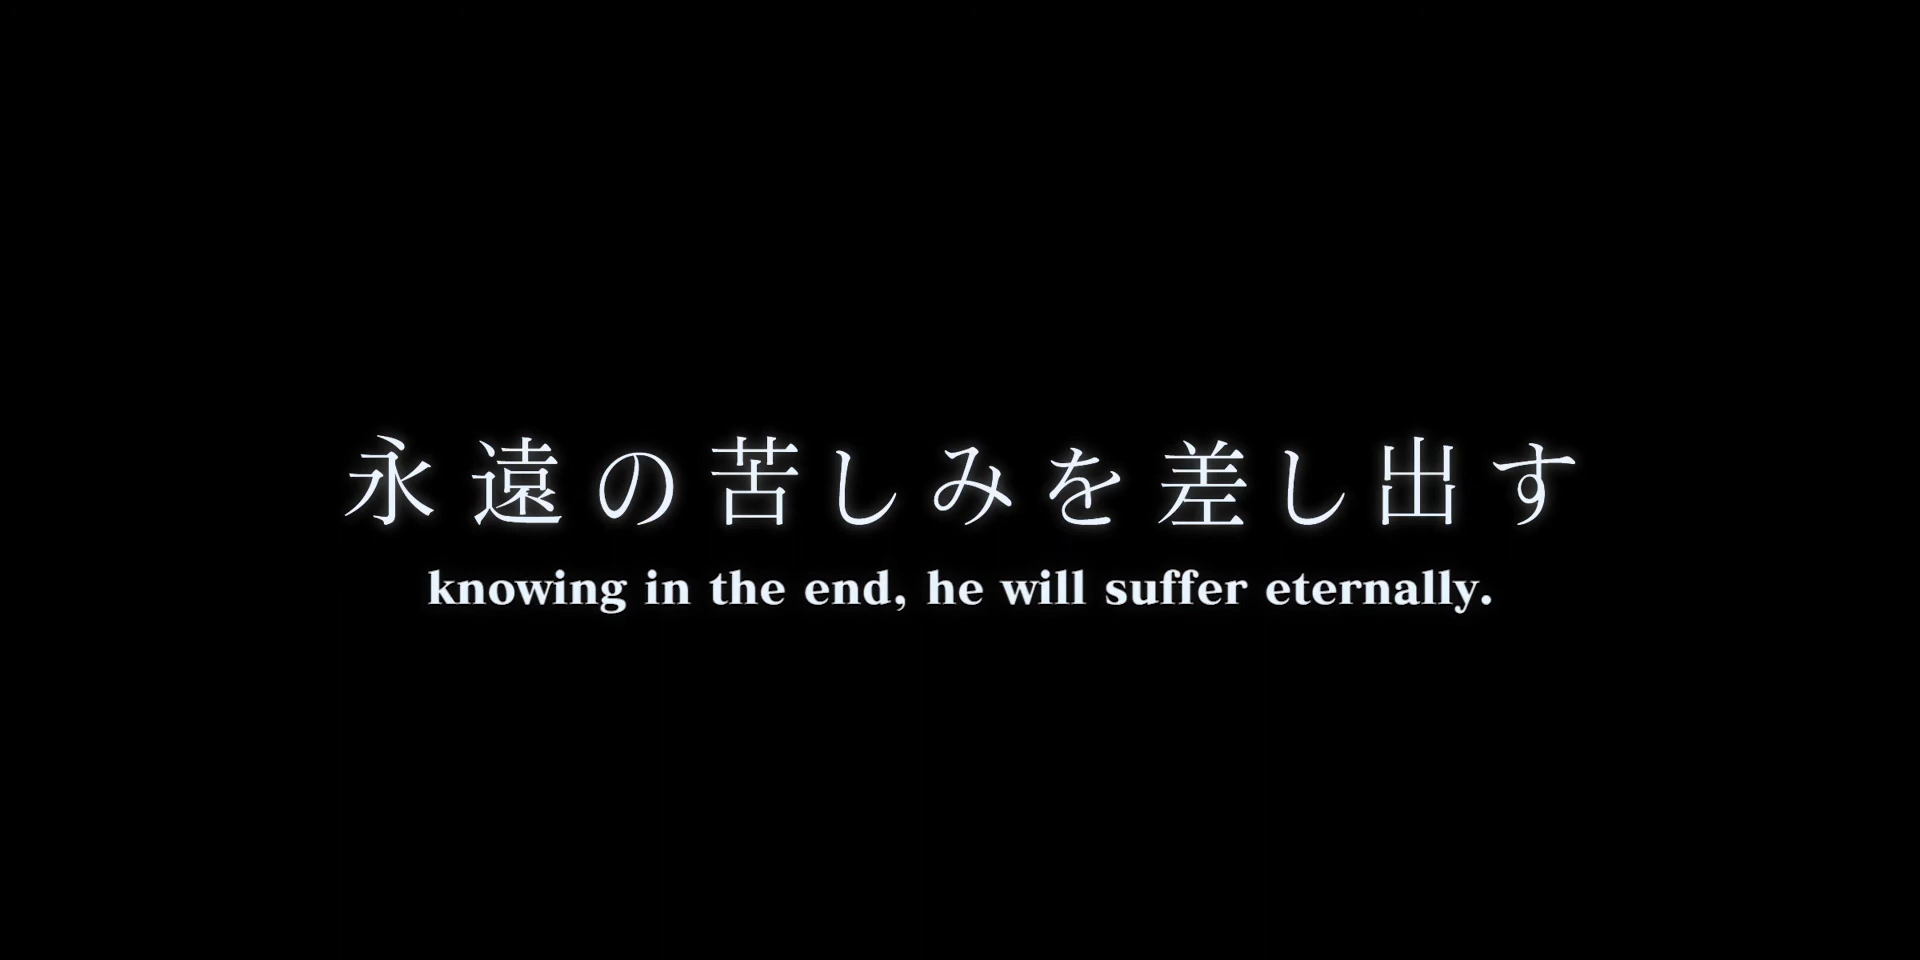 永遠の苦しみを差し出す
knowing in the end, he will suffer eternally.